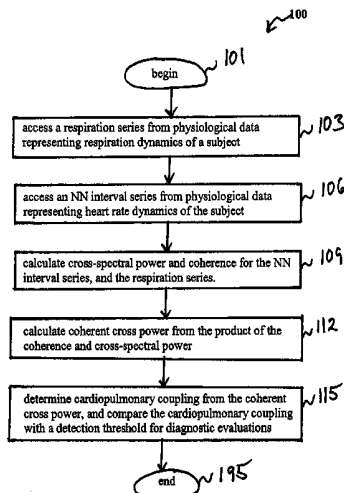 100
begin
101
access a respiration series from physiological data
representing respiration dynamics of a subject
103
access an NN interval series from physiological data
representing heart rate dynamics of the subject
106
calculate cross-spectral power and coherence for the NN
interval series, and the respiration series.
109
calculate coherent cross power from the product of the
coherence and cross-spectral power
112
determine cardiopulmonary coupling from the coherent
cross power, and compare the cardiopulmonary coupling
with a detection threshold for diagnostic evaluations
115
end
195